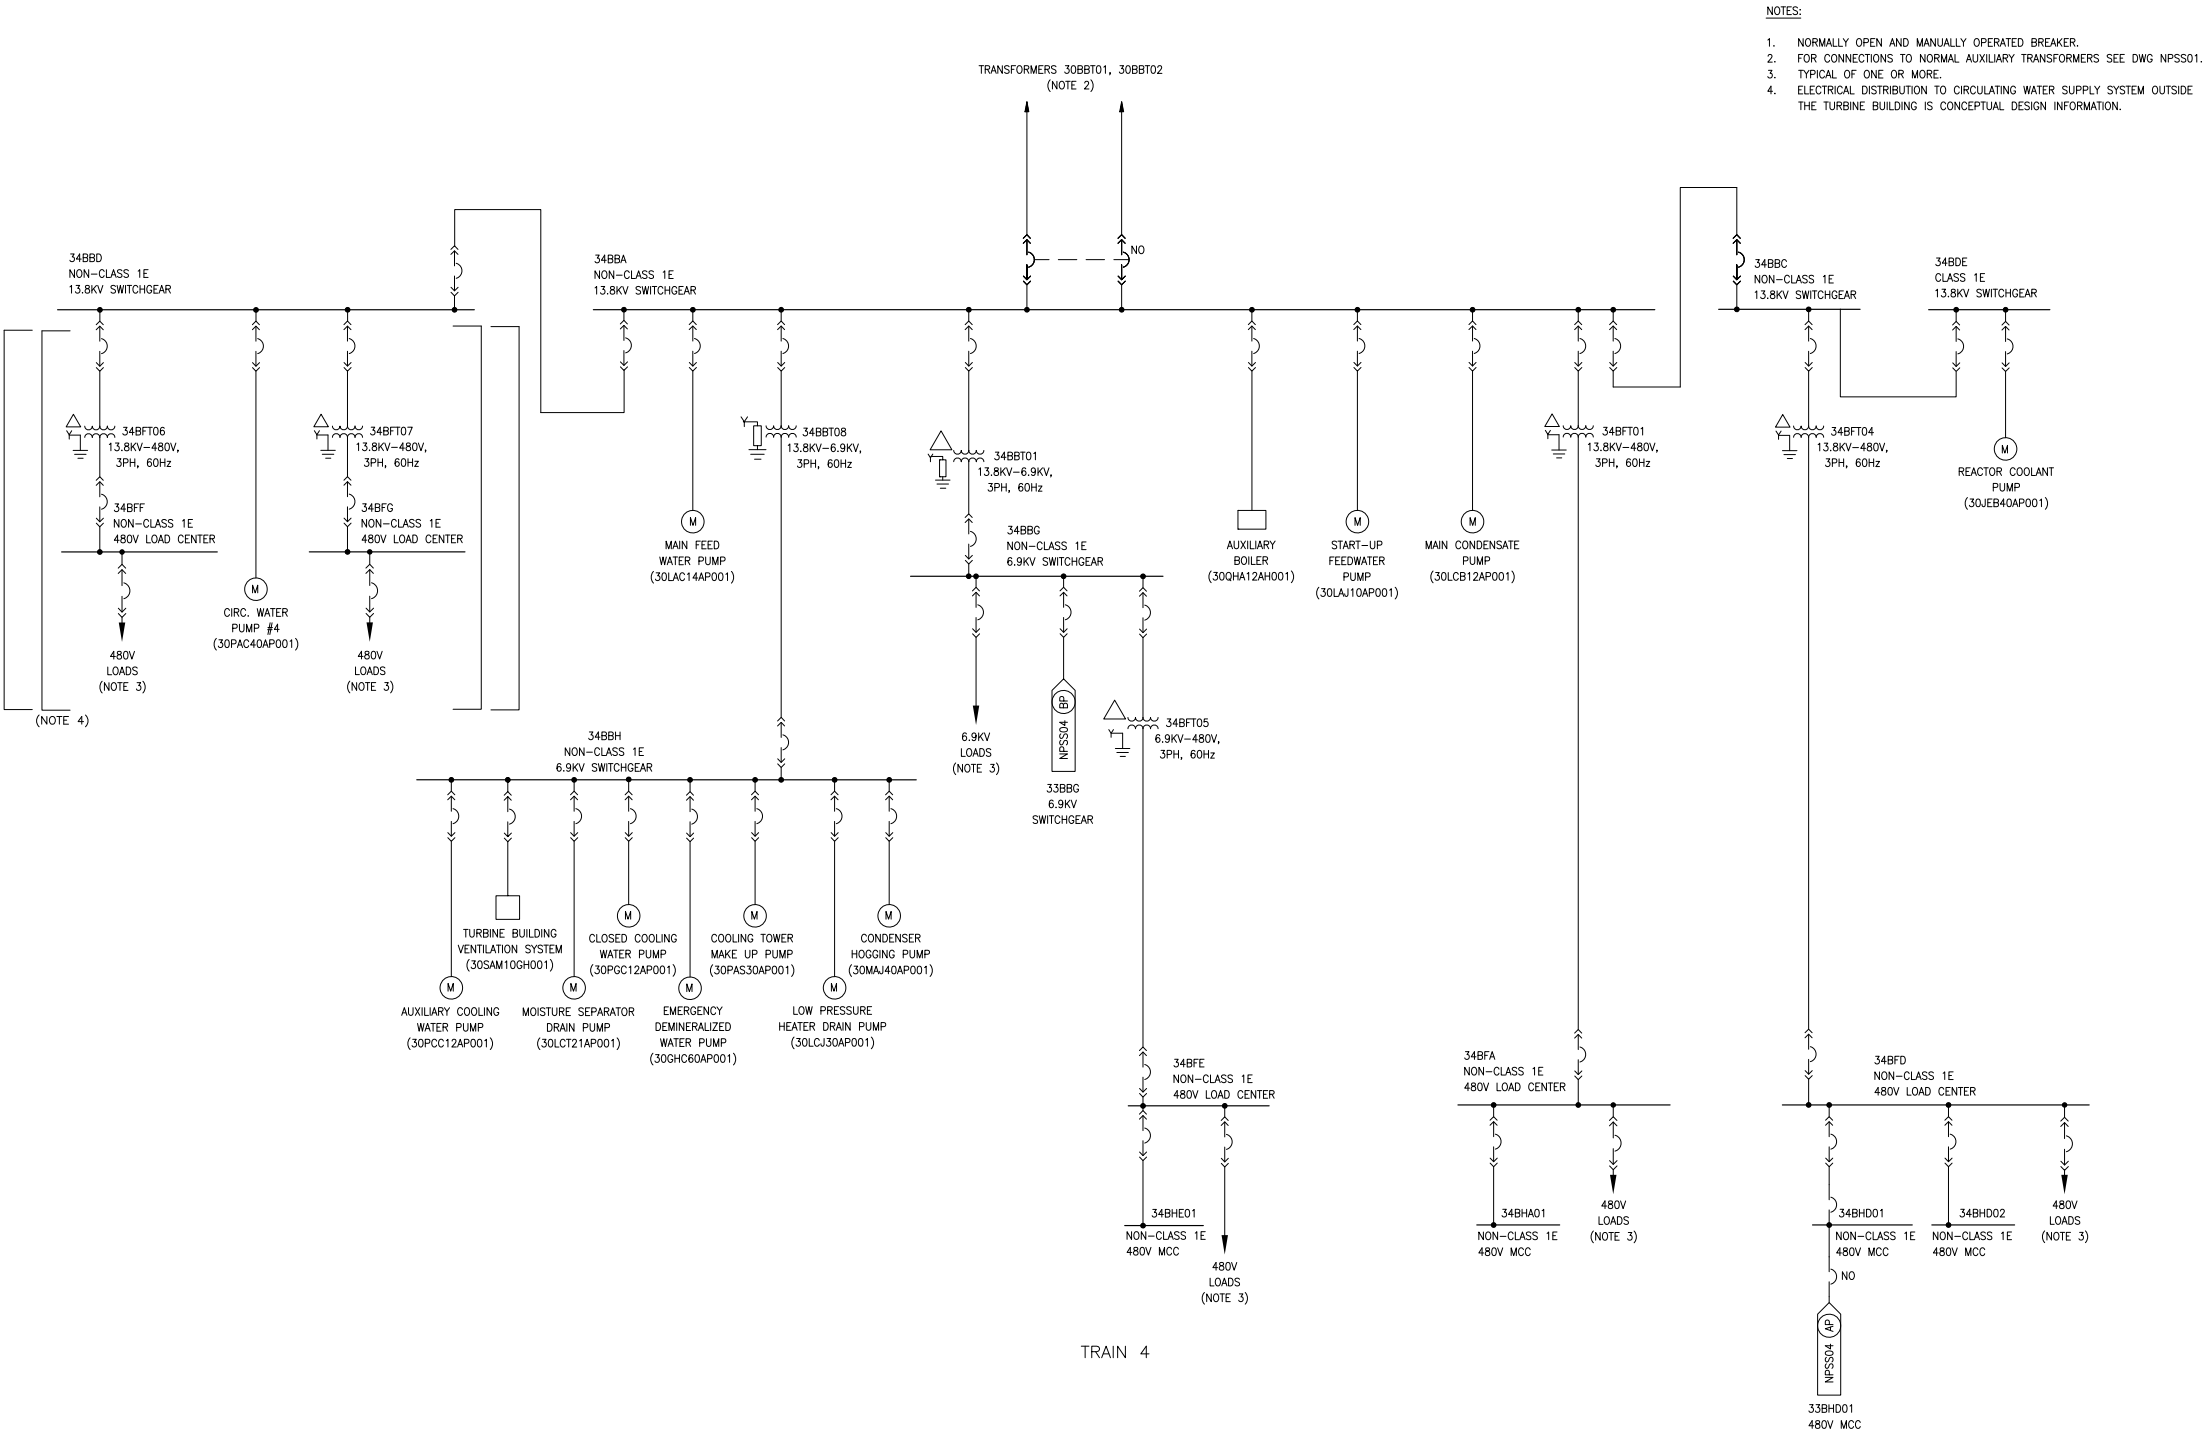 NOTES:
1. NORMALLY OPEN AND MANUALLY OPERATED BREAKER.
2. FOR CONNECTIONS TO NORMAL AUXILIARY TRANSFORMERS SEE DWG NPSS01.
3. TYPICAL OF ONE OR MORE.
4. ELECTRICAL DISTRIBUTION TO CIRCULATING WATER SUPPLY SYSTEM OUTSIDE
THE TURBINE BUILDING IS CONCEPTUAL DESIGN INFORMATION.
TRANSFORMERS 30BBT01, 30BBT02
(NOTE 2)
NO
34BBD
NON-CLASS 1E
13.8KV SWITCHGEAR
34BBA
NON-CLASS 1E
13.8KV SWITCHGEAR
34BBC
NON-CLASS 1E
13.8KV SWITCHGEAR
34BDE
CLASS 1E
13.8KV SWITCHGEAR
34BFT06
13.8KV-480V,
3PH, 60Hz
34BFT07
13.8KV-480V,
3PH, 60Hz
34BBT08
13.8KV-6.9KV,
3PH, 60Hz
34BBT01
13.8KV-6.9KV,
3PH, 60Hz
34BFT01
13.8KV-480V,
3PH, 60Hz
34BFT04
13.8KV-480V,
3PH, 60Hz
M
REACTOR COOLANT
PUMP
(30JEB40AP001)
34BFF
NON-CLASS 1E
480V LOAD CENTER
34BFG
NON-CLASS 1E
480V LOAD CENTER
M
MAIN FEED
WATER PUMP
(30LAC14AP001)
34BBG
NON-CLASS 1E
6.9KV SWITCHGEAR
AUXILIARY
BOILER
(30QHA12AH001)
M
START-UP
FEEDWATER
PUMP
(30LAJ10AP001)
M
MAIN CONDENSATE
PUMP
(30LCB12AP001)
M
CIRC. WATER
PUMP #4
(30PAC40AP001)
480V
LOADS
(NOTE 3)
480V
LOADS
(NOTE 3)
(NOTE 4)
6.9KV
LOADS
(NOTE 3)
BP
NPSS04
33BBG
6.9KV
SWITCHGEAR
34BFT05
6.9KV-480V,
3PH, 60Hz
34BBH
NON-CLASS 1E
6.9KV SWITCHGEAR
TURBINE BUILDING
VENTILATION SYSTEM
(30SAM10GH001)
M
CLOSED COOLING
WATER PUMP
(30PGC12AP001)
M
COOLING TOWER
MAKE UP PUMP
(30PAS30AP001)
M
CONDENSER
HOGGING PUMP
(30MAJ40AP001)
M
AUXILIARY COOLING
WATER PUMP
(30PCC12AP001)
M
MOISTURE SEPARATOR
DRAIN PUMP
(30LCT21AP001)
M
EMERGENCY
DEMINERALIZED
WATER PUMP
(30GHC60AP001)
M
LOW PRESSURE
HEATER DRAIN PUMP
(30LCJ30AP001)
34BFE
NON-CLASS 1E
480V LOAD CENTER
34BFA
NON-CLASS 1E
480V LOAD CENTER
34BFD
NON-CLASS 1E
480V LOAD CENTER
34BHE01
NON-CLASS 1E
480V MCC
480V
LOADS
(NOTE 3)
34BHA01
NON-CLASS 1E
480V MCC
480V
LOADS
(NOTE 3)
34BHD01
NON-CLASS 1E
480V MCC
34BHD02
NON-CLASS 1E
480V MCC
480V
LOADS
(NOTE 3)
NO
AP
NPSS04
33BHD01
480V MCC
TRAIN 4